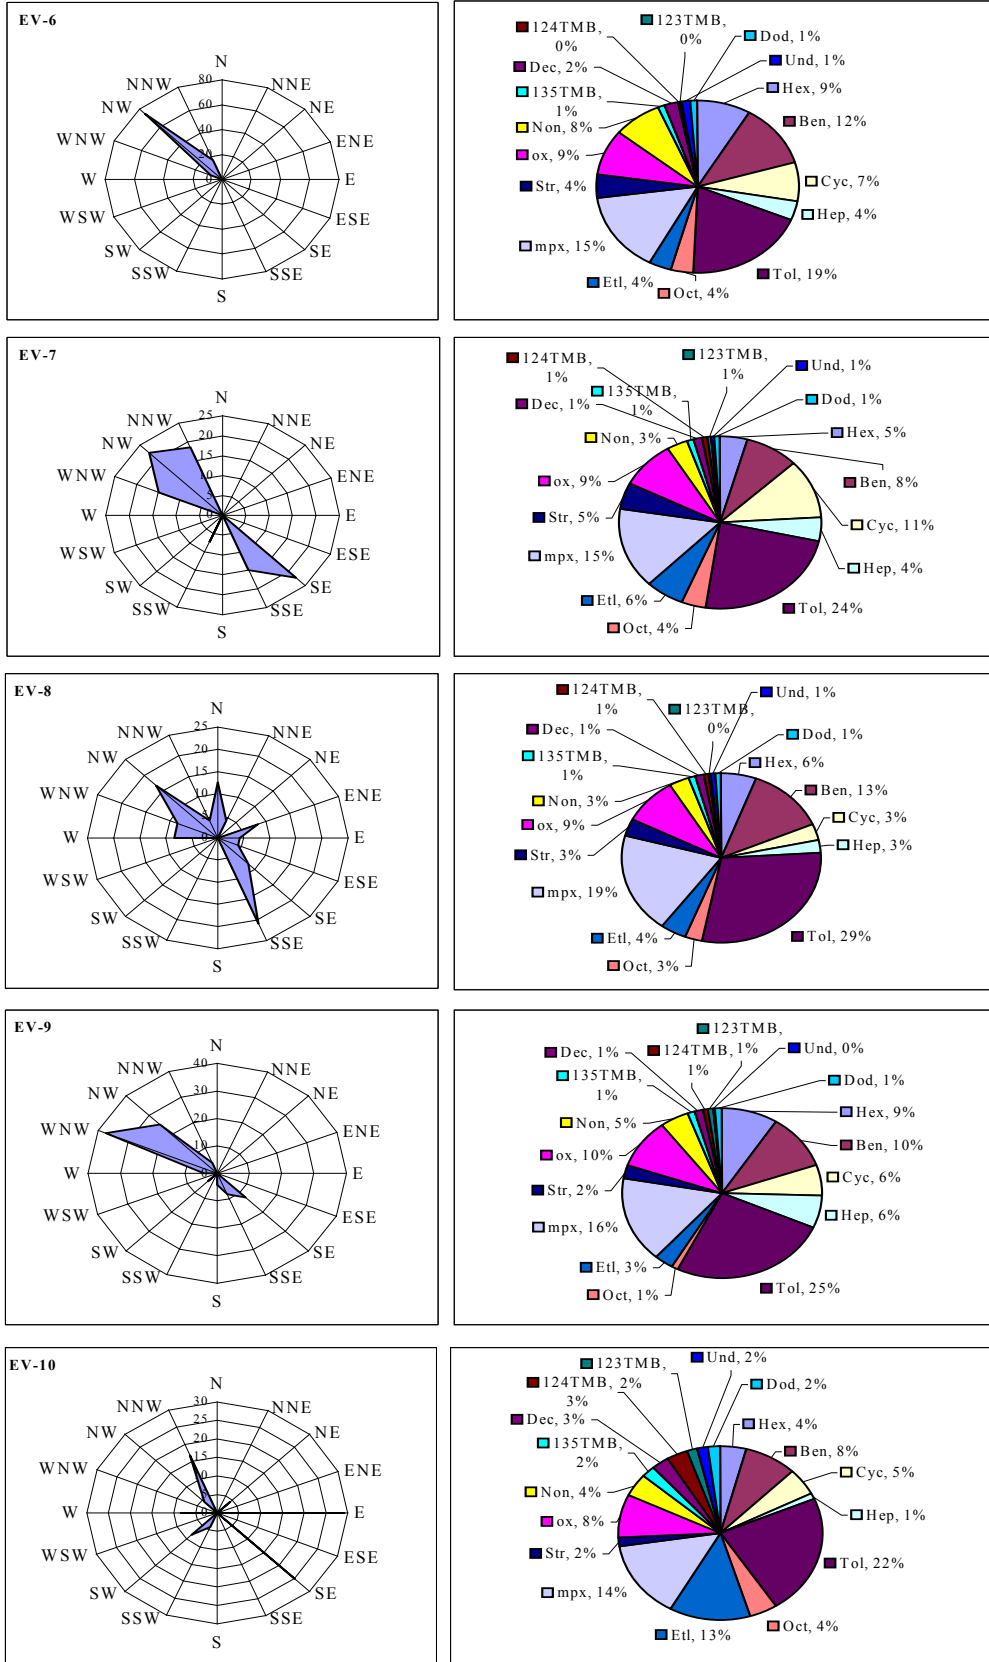 EV-6
N
NNE
NE
ENE
E
ESE
SE
SSE
S
SSW
SW
WSW
W
WNW
NW
NNW
80
60
40
20
0
124TMB,
0%
123TMB,
0%
Dod, 1%
Und, 1%
Dec, 2%
Hex, 9%
135TMB,
1%
Ben, 12%
Non, 8%
ox, 9%
Cyc, 7%
Str, 4%
Hep, 4%
mpx, 15%
Tol, 19%
Etl, 4%
Oct, 4%
EV-7
N
NNE
NE
ENE
E
ESE
SE
SSE
S
SSW
SW
WSW
W
WNW
NW
NNW
25
20
15
10
5
0
124TMB,
1%
123TMB,
1%
Und, 1%
Dod, 1%
135TMB,
1%
Dec, 1%
Hex, 5%
Non, 3%
Ben, 8%
ox, 9%
Cyc, 11%
Str, 5%
mpx, 15%
Hep, 4%
Etl, 6%
Tol, 24%
Oct, 4%
EV-8
N
NNE
NE
ENE
E
ESE
SE
SSE
S
SSW
SW
WSW
W
WNW
NW
NNW
25
20
15
10
5
0
124TMB,
1%
Und, 1%
123TMB,
0%
Dec, 1%
Dod, 1%
135TMB,
1%
Hex, 6%
Non, 3%
Ben, 13%
ox, 9%
Cyc, 3%
Str, 3%
Hep, 3%
mpx, 19%
Etl, 4%
Tol, 29%
Oct, 3%
EV-9
N
NNE
NE
ENE
E
ESE
SE
SSE
S
SSW
SW
WSW
W
WNW
NW
NNW
40
30
20
10
0
123TMB,
1%
Dec, 1%
124TMB,
1%
Und, 0%
135TMB,
1%
Dod, 1%
Non, 5%
Hex, 9%
ox, 10%
Ben, 10%
Str, 2%
Cyc, 6%
mpx, 16%
Hep, 6%
Etl, 3%
Tol, 25%
Oct, 1%
EV-10
N
NNE
NE
ENE
E
ESE
SE
SSE
S
SSW
SW
WSW
W
WNW
NW
NNW
30
25
20
15
10
5
0
123TMB,
2%
Und, 2%
124TMB,
3%
Dod, 2%
Dec, 3%
Hex, 4%
135TMB,
2%
Ben, 8%
Non, 4%
Cyc, 5%
ox, 8%
Hep, 1%
Str, 2%
Tol, 22%
mpx, 14%
Oct, 4%
Etl, 13%